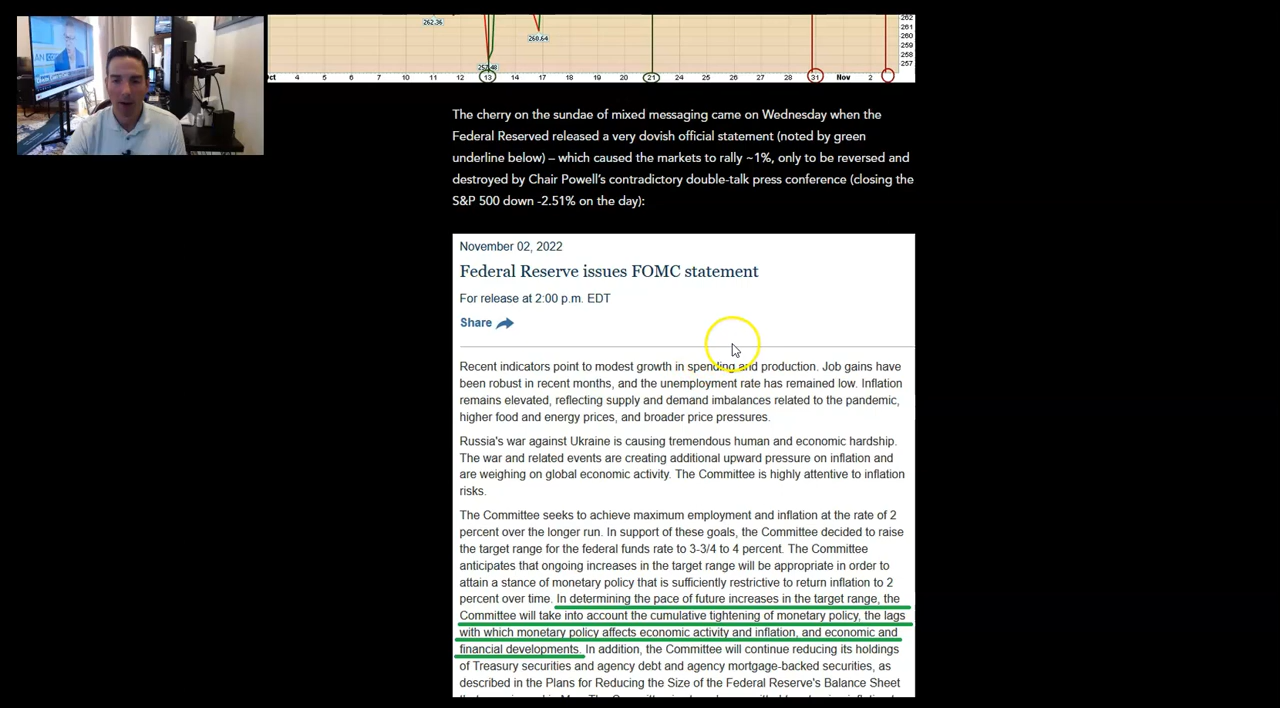 262
262.36
261
260
260.64
259
258
257.48
257
Oct 4 5 6 7 10 11 12 13 14 17 18 19 20 21 24 25 26 27 28 31 Nov 2
The cherry on the sundae of mixed messaging came on Wednesday when the
Federal Reserved released a very dovish official statement (noted by green
underline below) – which caused the markets to rally ~1%, only to be reversed and
destroyed by Chair Powell’s contradictory double-talk press conference (closing the
S&P 500 down -2.51% on the day):
November 02, 2022
Federal Reserve issues FOMC statement
For release at 2:00 p.m. EDT
Share
Recent indicators point to modest growth in spending and production. Job gains have
been robust in recent months, and the unemployment rate has remained low. Inflation
remains elevated, reflecting supply and demand imbalances related to the pandemic,
higher food and energy prices, and broader price pressures.
Russia's war against Ukraine is causing tremendous human and economic hardship.
The war and related events are creating additional upward pressure on inflation and
are weighing on global economic activity. The Committee is highly attentive to inflation
risks.
The Committee seeks to achieve maximum employment and inflation at the rate of 2
percent over the longer run. In support of these goals, the Committee decided to raise
the target range for the federal funds rate to 3-3/4 to 4 percent. The Committee
anticipates that ongoing increases in the target range will be appropriate in order to
attain a stance of monetary policy that is sufficiently restrictive to return inflation to 2
percent over time. In determining the pace of future increases in the target range, the
Committee will take into account the cumulative tightening of monetary policy, the lags
with which monetary policy affects economic activity and inflation, and economic and
financial developments. In addition, the Committee will continue reducing its holdings
of Treasury securities and agency debt and agency mortgage-backed securities, as
described in the Plans for Reducing the Size of the Federal Reserve's Balance Sheet